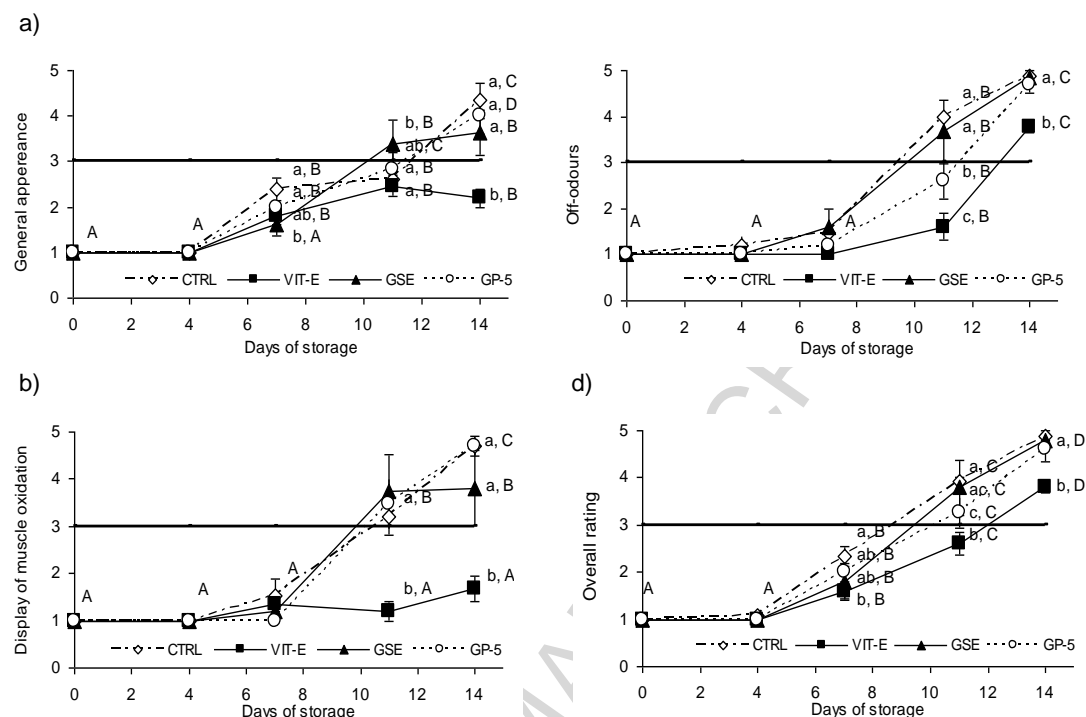 a)
General appereance
5
4
3
2
1
0
A
A
a, B
a, B
ab, B
b, A
b, B
ab, C
a, B
a, B
a, C
a, D
a, B
b, B
CTRL VIT-E GSE GP-5
0 2 4 6 8 10 12 14
Days of storage
Off-odours
5
4
3
2
1
0
A
A
A
a, B
a, B
b, B
c, B
a, C
b, C
CTRL VIT-E GSE GP-5
0 2 4 6 8 10 12 14
Days of storage
b)
Display of muscle oxidation
5
4
3
2
1
0
A
A
A
a, B
b, A
a, C
a, B
b, A
CTRL VIT-E GSE GP-5
0 2 4 6 8 10 12 14
Days of storage
d)
Overall rating
5
4
3
2
1
0
A
A
a, B
ab, B
ab, B
b, B
a, C
ac, C
c, C
b, C
a, D
b, D
CTRL VIT-E GSE GP-5
0 2 4 6 8 10 12 14
Days of storage